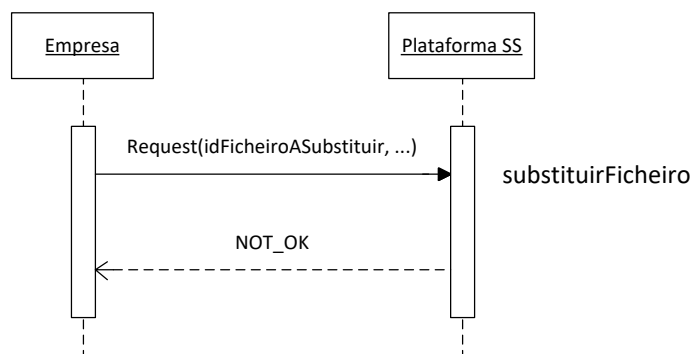 Empresa
Plataforma SS
Request(idFicheiroASubstituir, ...)
substituirFicheiro
NOT_OK